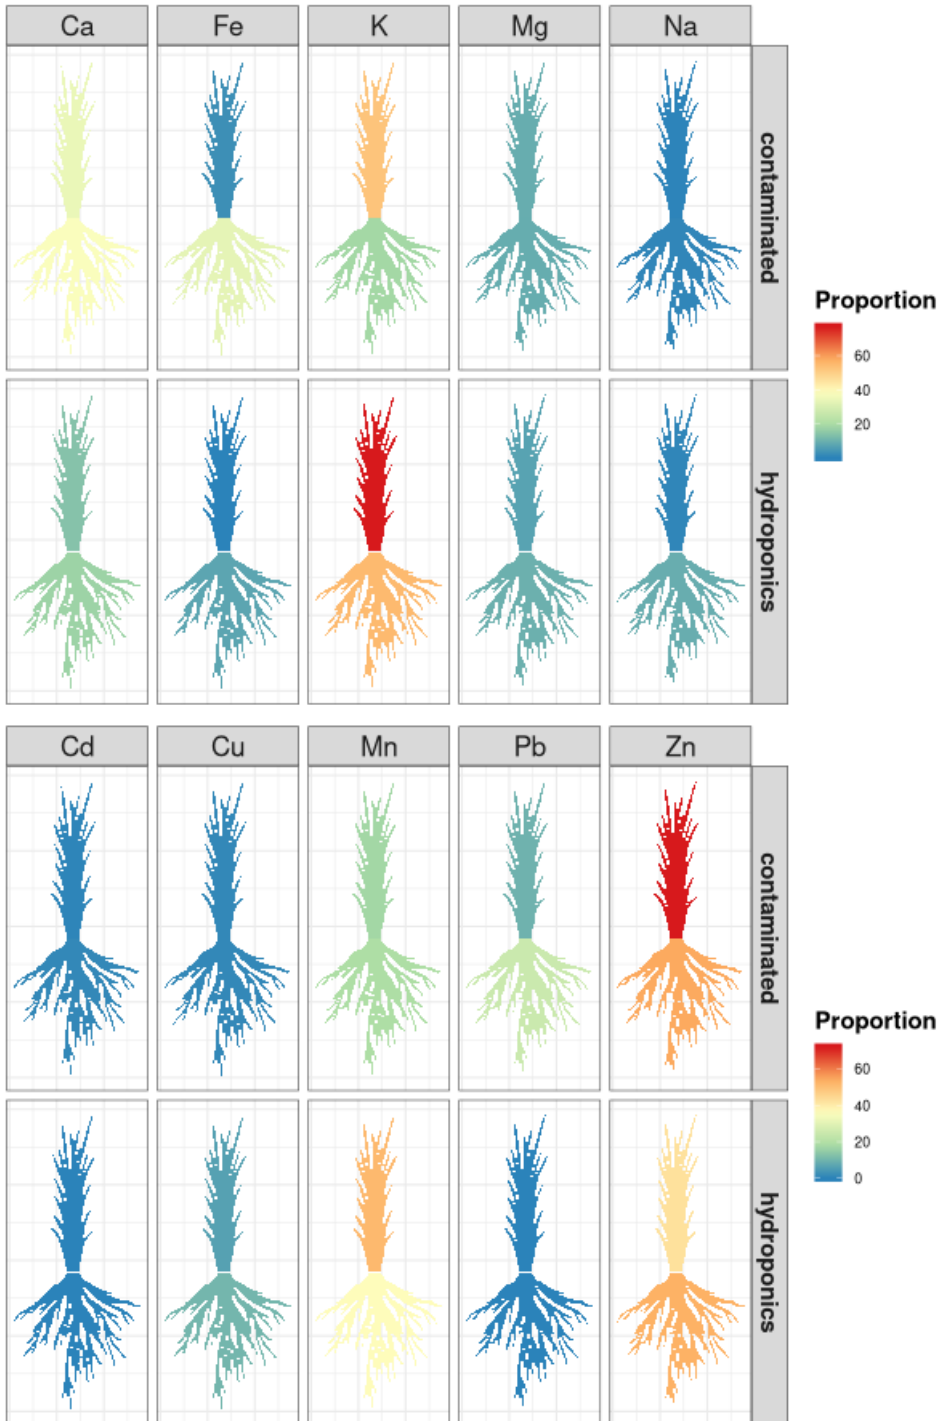 Ca Fe K Mg Na
contaminated
Proportion
60
40
20
hydroponics
Cd Cu Mn Pb Zn
contaminated
Proportion
60
40
20
0
hydroponics